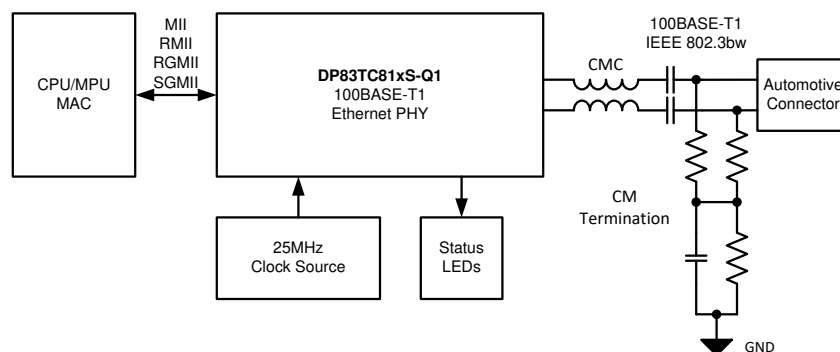 MII
RMII
RGMII
SGMII
CPU/MPU
MAC
DP83TC81xS-Q1
100BASE-T1
Ethernet PHY
CMC
100BASE-T1
IEEE 802.3bw
Automotive
Connector
CM
Termination
25MHz
Clock Source
Status
LEDs
GND